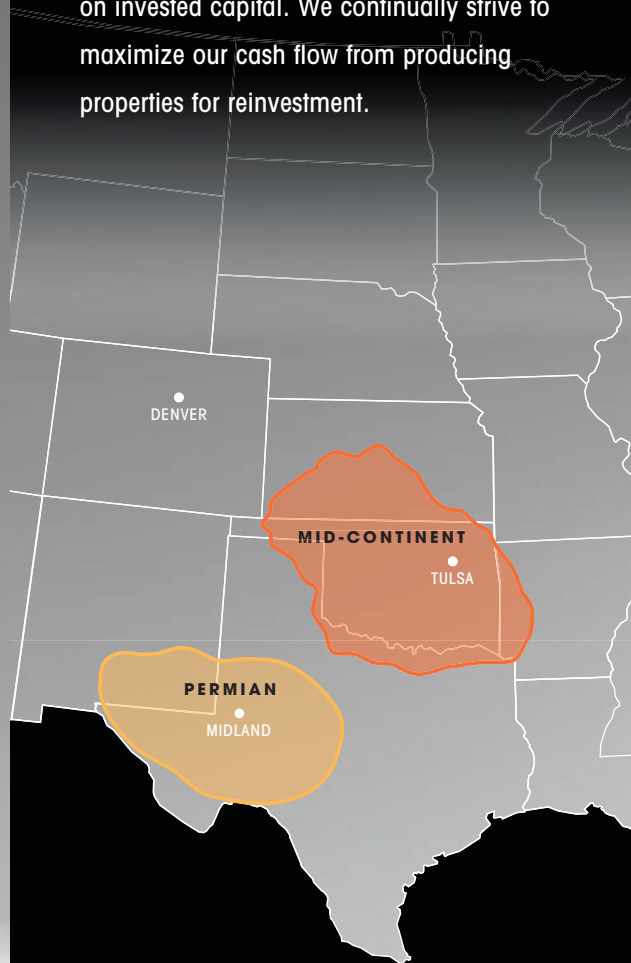 on invested capital. We continually strive to
maximize our cash flow from producing
properties for reinvestment.
DENVER
MID-CONTINENT
TULSA
PERMIAN
MIDLAND